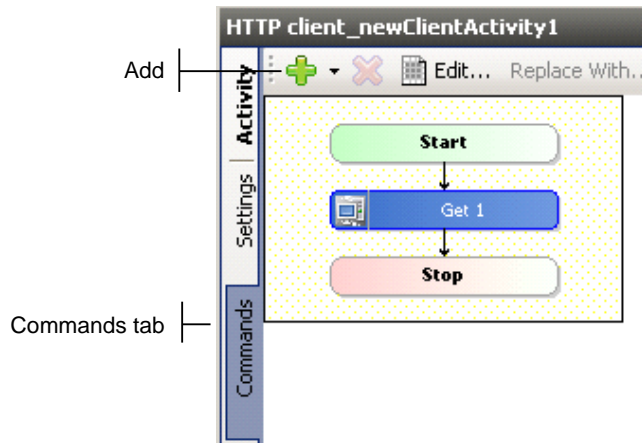 HTTP client_newClientActivity1
Add
Edit... Replace With..
Activity
Settings
Commands
Start
Get 1
Stop
Commands tab